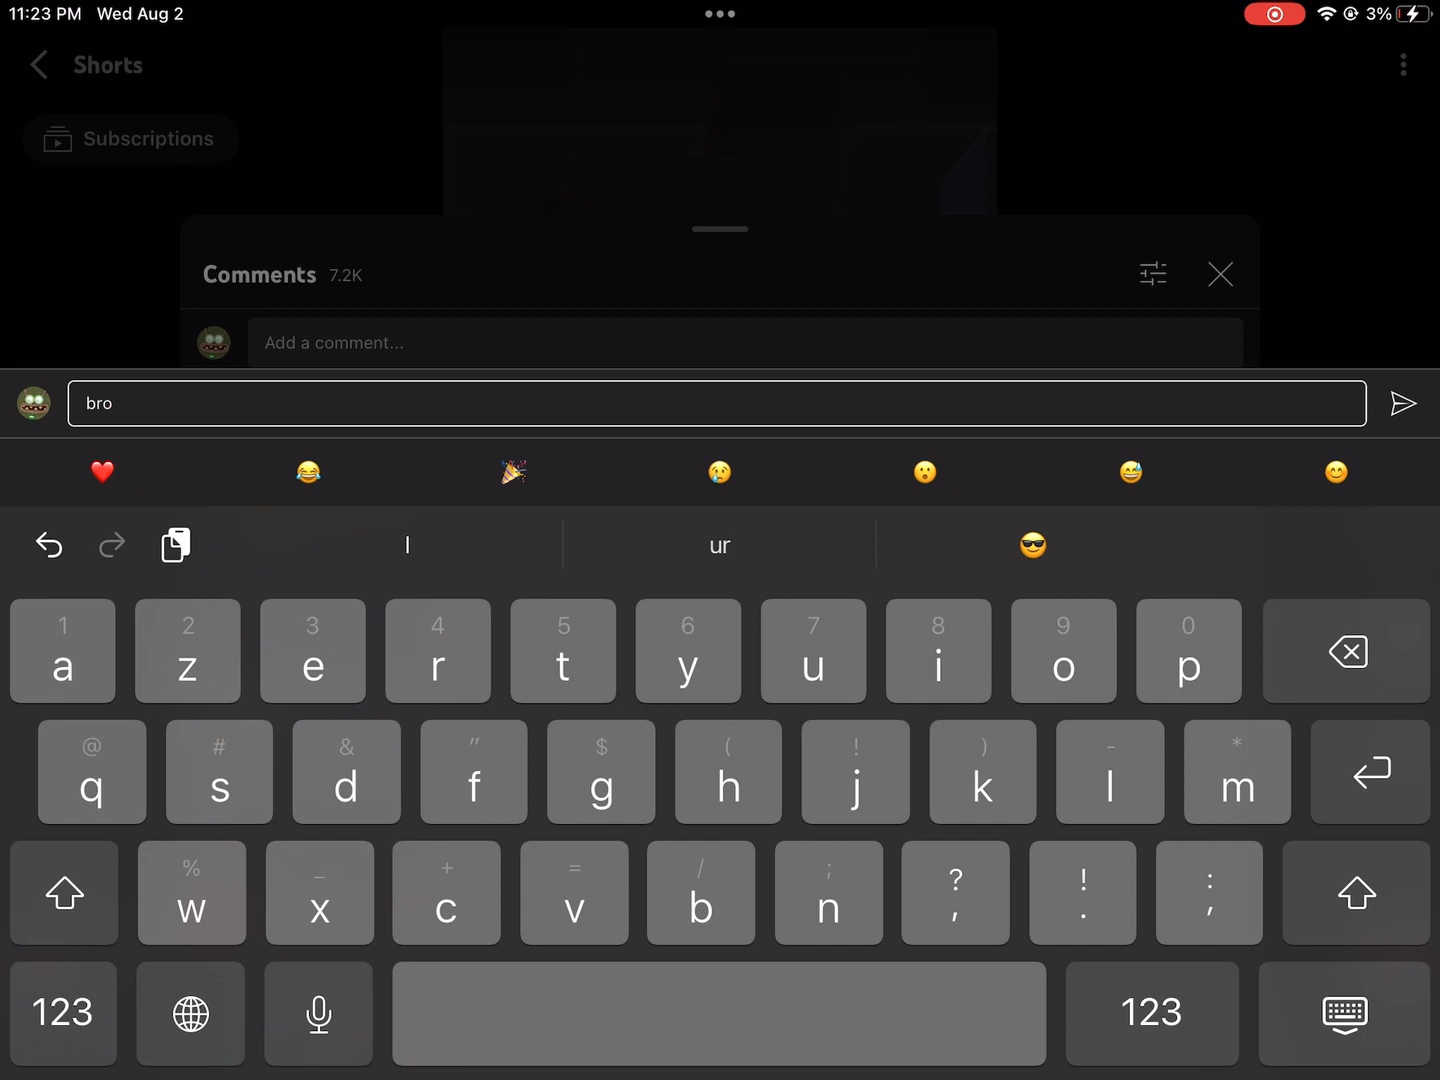 11:23 PM Wed Aug 2
3%
Shorts
Subscriptions
Comments 7.2K
Add a comment...
bro
I ur
1 2 3 4 5 6 7 8 9 0
a z e r t y u i o p
@ # & " $ ( ! ) - *
q s d f g h j k l m
% _ + = / ; ? ! :
w x c v b n , . ,
123 123